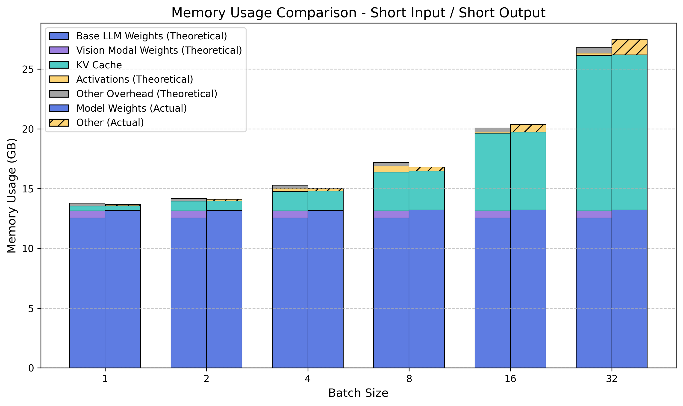 Memory Usage Comparison - Short Input / Short Output
Base LLM Weights (Theoretical)
Vision Modal Weights (Theoretical)
KV Cache
Activations (Theoretical)
Other Overhead (Theoretical)
Model Weights (Actual)
Other (Actual)
Memory Usage (GB)
25
20
15
10
5
0
1
2
4
8
16
32
Batch Size